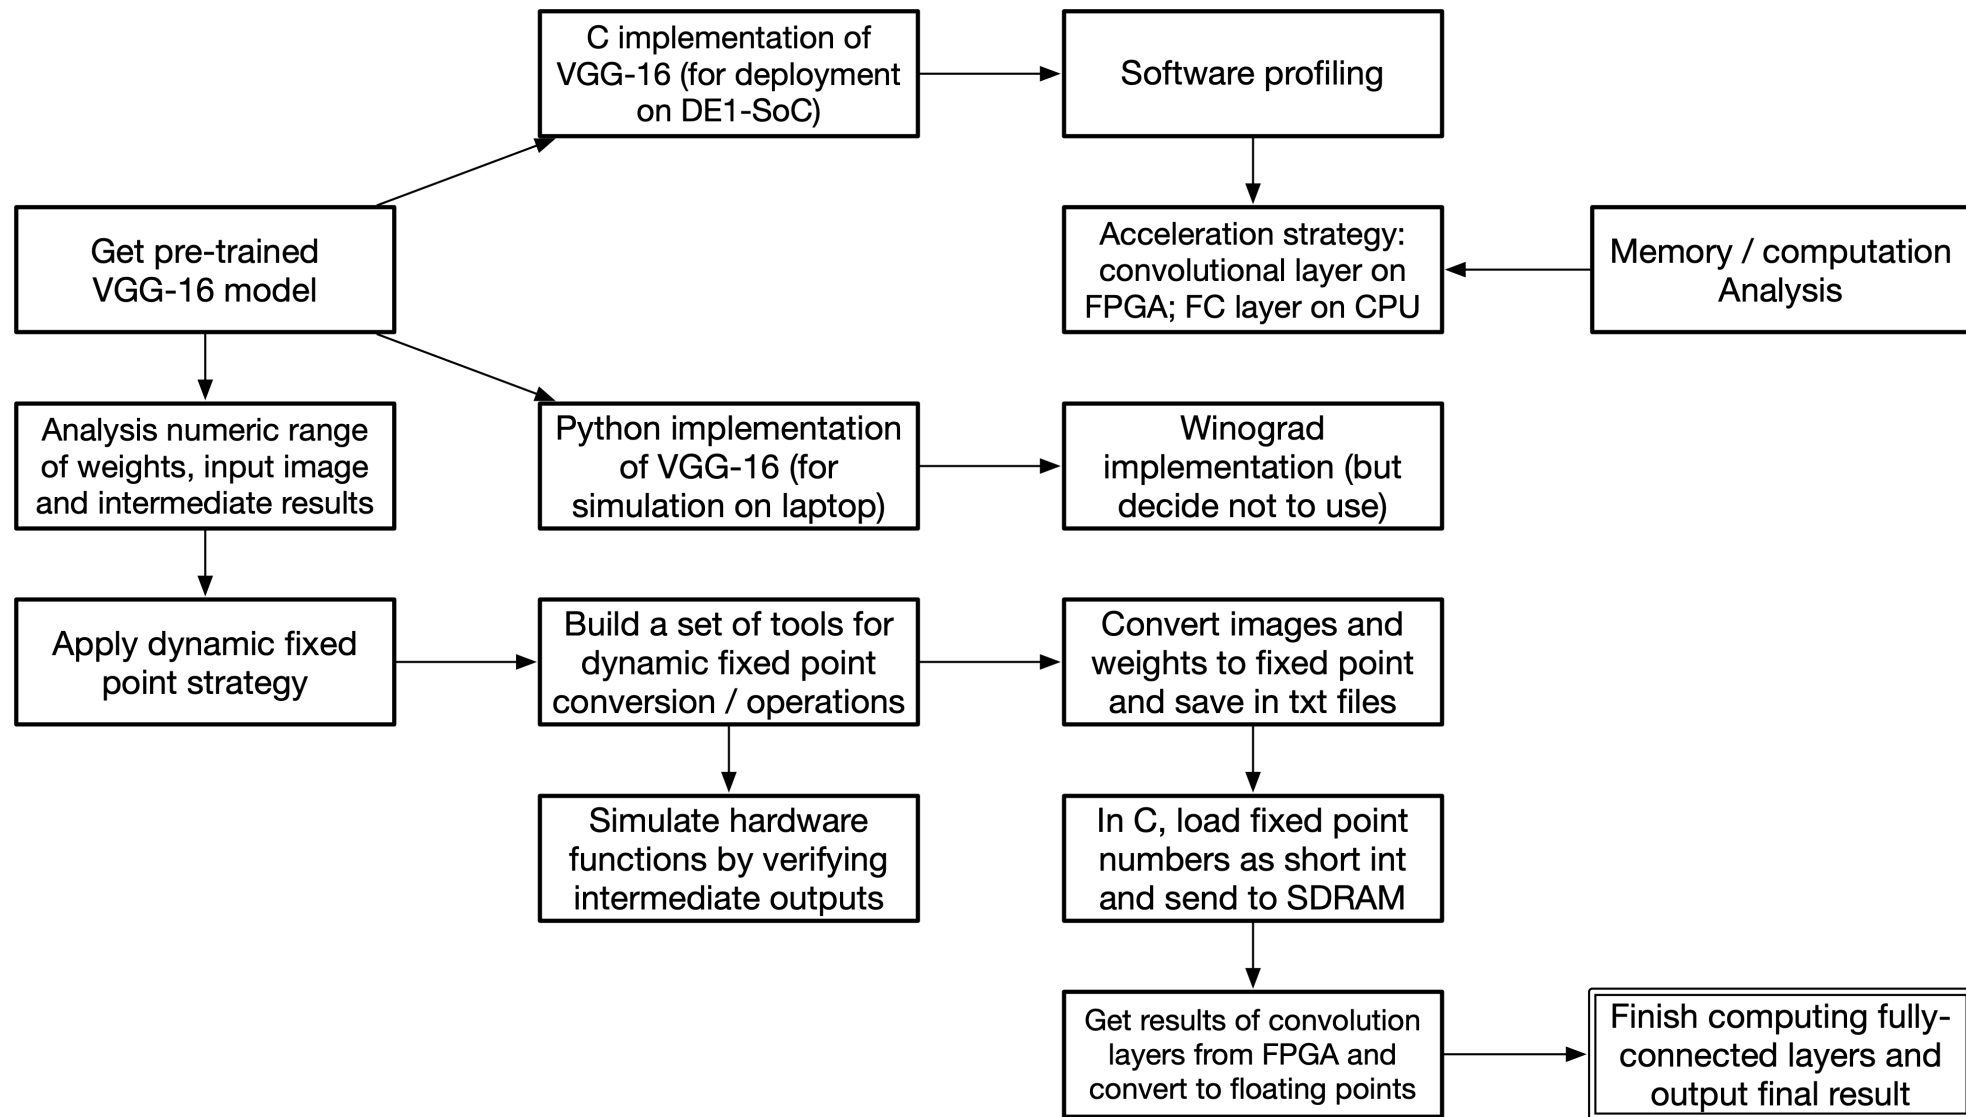 C implementation of
VGG-16 (for deployment
on DE1-SoC)
Software profiling
Get pre-trained
VGG-16 model
Acceleration strategy:
convolutional layer on
FPGA; FC layer on CPU
Memory / computation
Analysis
Analysis numeric range
of weights, input image
and intermediate results
Python implementation
of VGG-16 (for
simulation on laptop)
Winograd
implementation (but
decide not to use)
Apply dynamic fixed
point strategy
Build a set of tools for
dynamic fixed point
conversion / operations
Convert images and
weights to fixed point
and save in txt files
Simulate hardware
functions by verifying
intermediate outputs
In C, load fixed point
numbers as short int
and send to SDRAM
Get results of convolution
layers from FPGA and
convert to floating points
Finish computing fully-
connected layers and
output final result